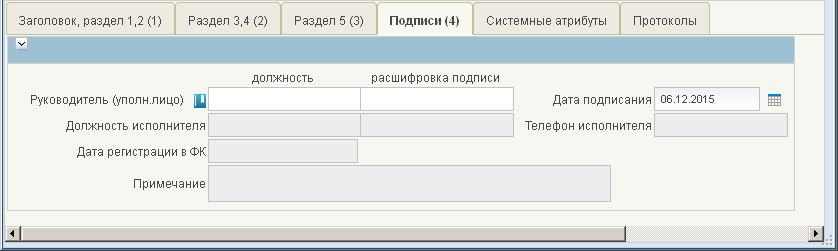 Заголовок, раздел 1,2 (1) Раздел 3,4 (2) Раздел 5 (3) Подписи (4) Системные атрибуты Протоколы
должность расшифровка подписи
Руководитель (уполн.лицо) Дата подписания 06.12.2015
Должность исполнителя Телефон исполнителя
Дата регистрации в ФК
Примечание